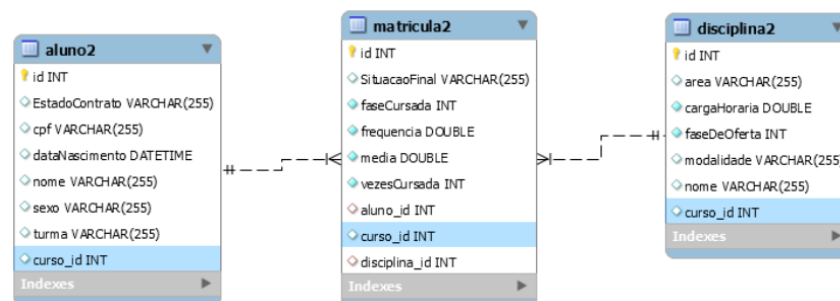 aluno2
id INT
EstadoContrato VARCHAR(255)
cpf VARCHAR(255)
dataNascimento DATETIME
nome VARCHAR(255)
sexo VARCHAR(255)
turma VARCHAR(255)
curso_id INT
Indexes
matricula2
id INT
SituacaoFinal VARCHAR(255)
faseCursada INT
frequencia DOUBLE
media DOUBLE
vezesCursada INT
aluno_id INT
curso_id INT
disciplina_id INT
Indexes
disciplina2
id INT
area VARCHAR(255)
cargaHoraria DOUBLE
faseDeOferta INT
modalidade VARCHAR(255
nome VARCHAR(255)
curso_id INT
Indexes